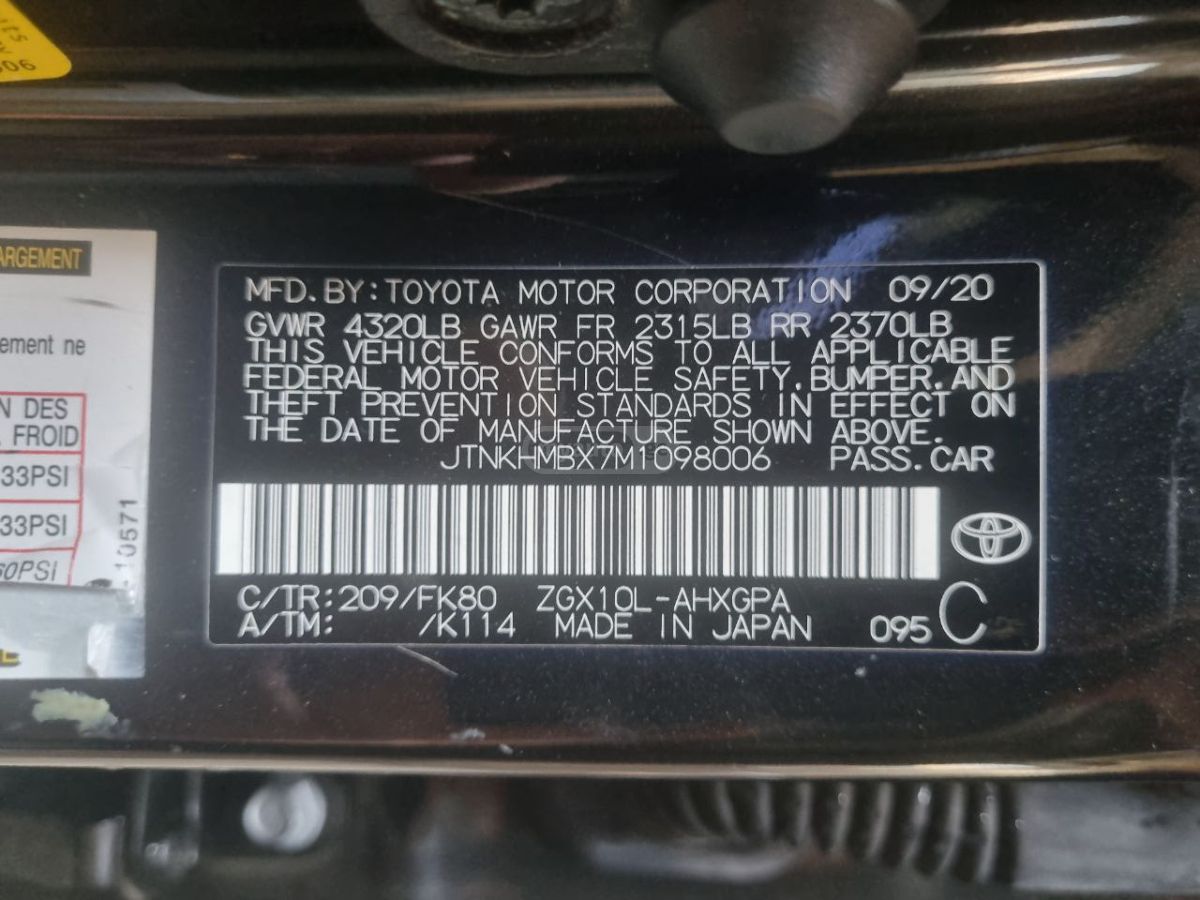 906
ARGEMENT
ement ne
N DES
FROID
33PSI
33PSI
60PSI
10571
MFD.BY:TOYOTA MOTOR CORPORATION 09/20
GVWR 4320LB GAWR FR 2315LB RR 2370LB
THIS VEHICLE CONFORMS TO ALL APPLICABLE
FEDERAL MOTOR VEHICLE SAFETY,BUMPER,AND
THEFT PREVENTION STANDARDS IN EFFECT ON
THE DATE OF MANUFACTURE SHOWN ABOVE.
JTNKHMBX7M1098006 PASS.CAR
C/TR:209/FK80 ZGX10L-AHXGPA
A/TM: /K114 MADE IN JAPAN 095 C